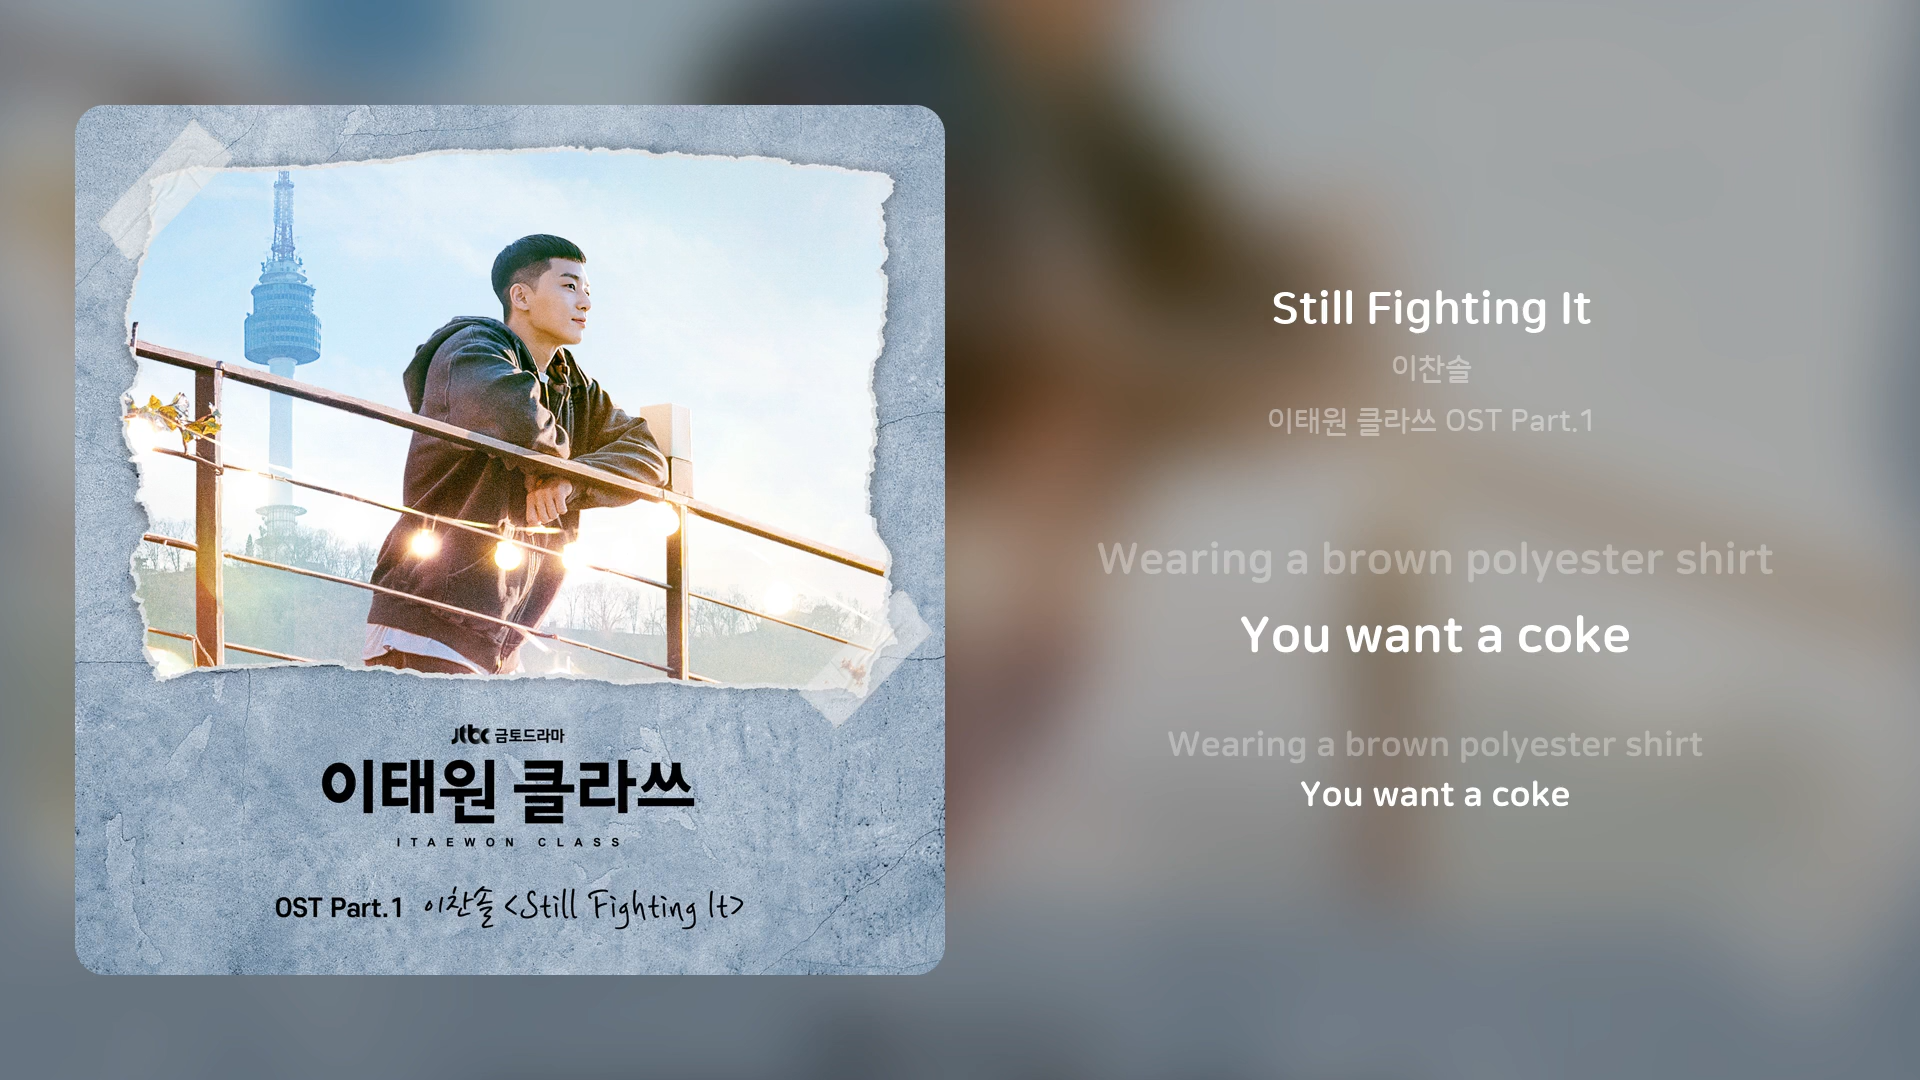 jtbc 금토드라마
이태원 클라쓰
ITAEWON CLASS
OST Part.1 이찬솔 <Still Fighting It>
Still Fighting It
이찬솔
이태원 클라쓰 OST Part.1
Wearing a brown polyester shirt
You want a coke
Wearing a brown polyester shirt
You want a coke